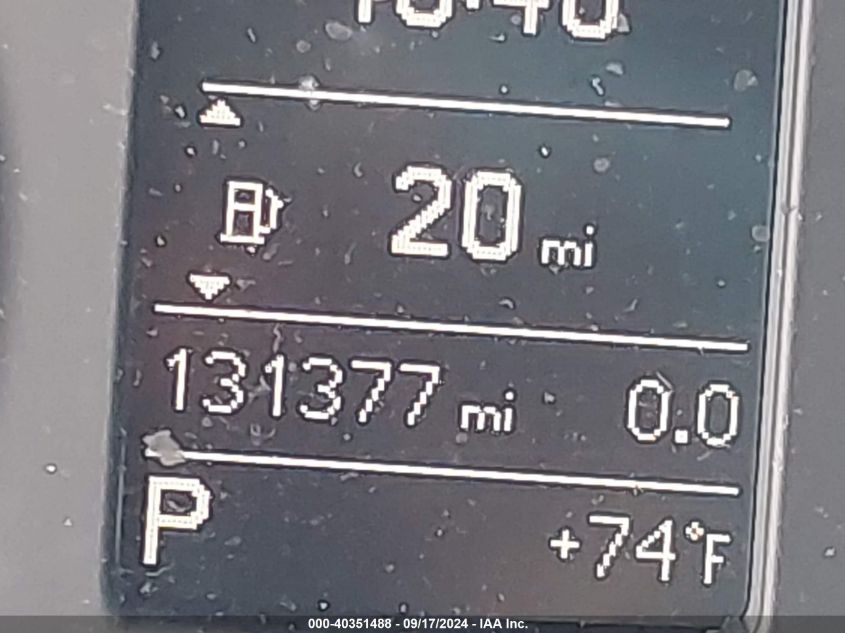 20 mi
131377 mi 0.0
P +74°F
000-40351488 - 09/17/2024 - IAA Inc.